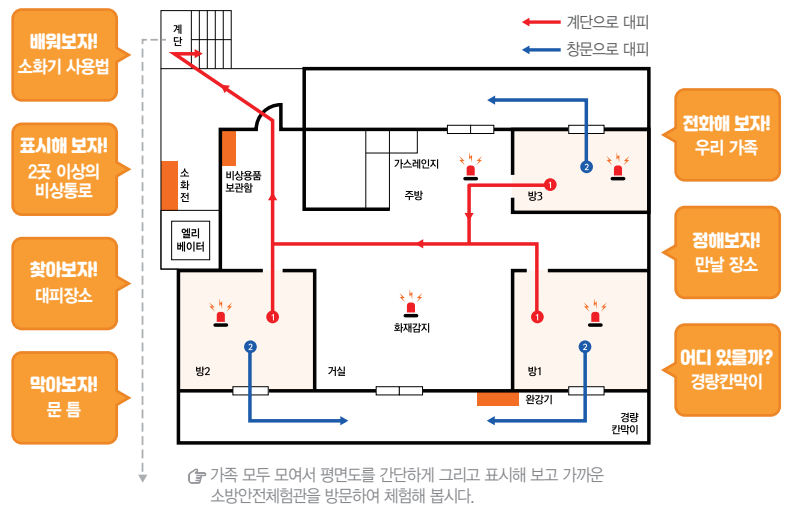 배워보자!
소화기 사용법
표시해 보자!
2곳 이상의
비상통로
찾아보자!
대피장소
막아보자!
문 틈
계단으로 대피
창문으로 대피
계
단
소
화
전
비상용품
보관함
엘리
베이터
가스레인지
주방
방3
1
2
화재감지
거실
방2
1
2
방1
1
2
완강기
경량
칸막이
전화해 보자!
우리 가족
정해보자!
만날 장소
어디 있을까?
경량칸막이
가족 모두 모여서 평면도를 간단하게 그리고 표시해 보고 가까운
소방안전체험관을 방문하여 체험해 봅시다.